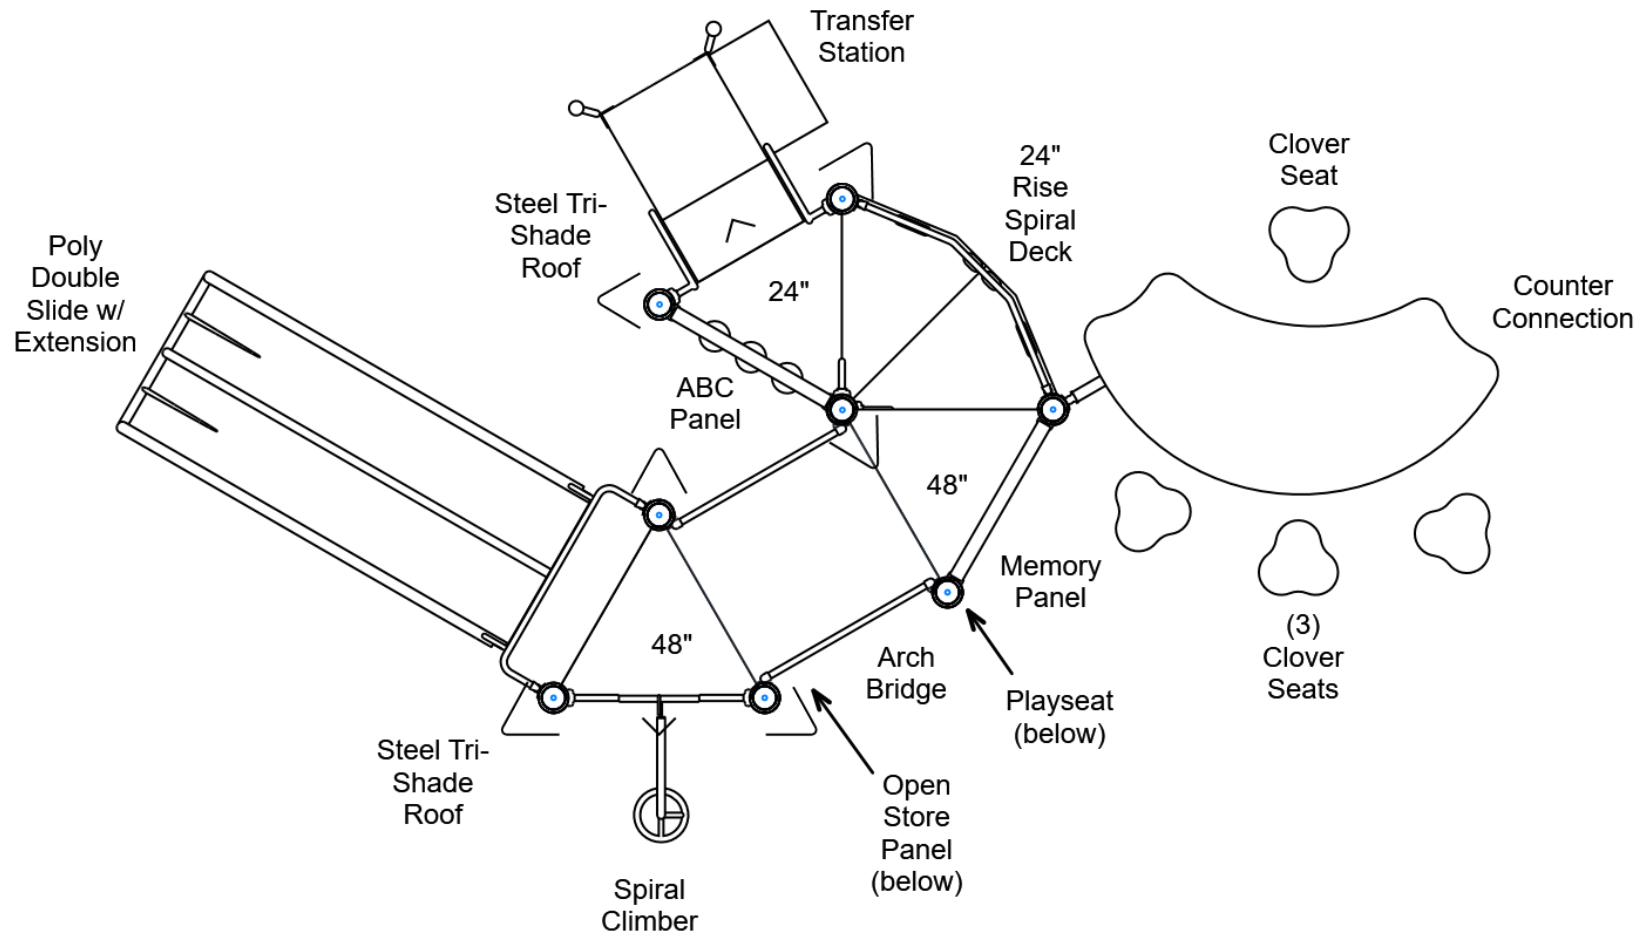 Transfer
Station
24"
Rise
Spiral
Deck
Clover
Seat
Steel Tri-
Shade
Roof
Poly
Double
Slide w/
Extension
24"
Counter
Connection
ABC
Panel
48"
Memory
Panel
(3)
Clover
Seats
48"
Arch
Bridge
Playseat
(below)
Steel Tri-
Shade
Roof
Open
Store
Panel
(below)
Spiral
Climber